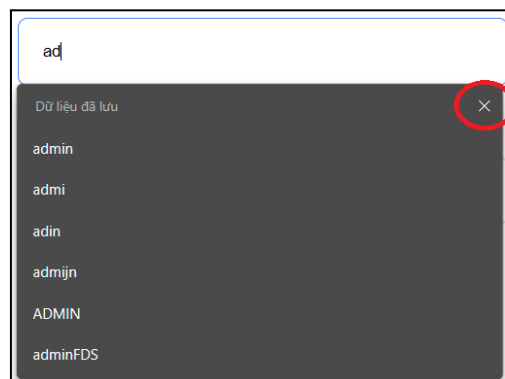 ad
Dữ liệu đã lưu
admin
admi
adin
admijn
ADMIN
adminFDS